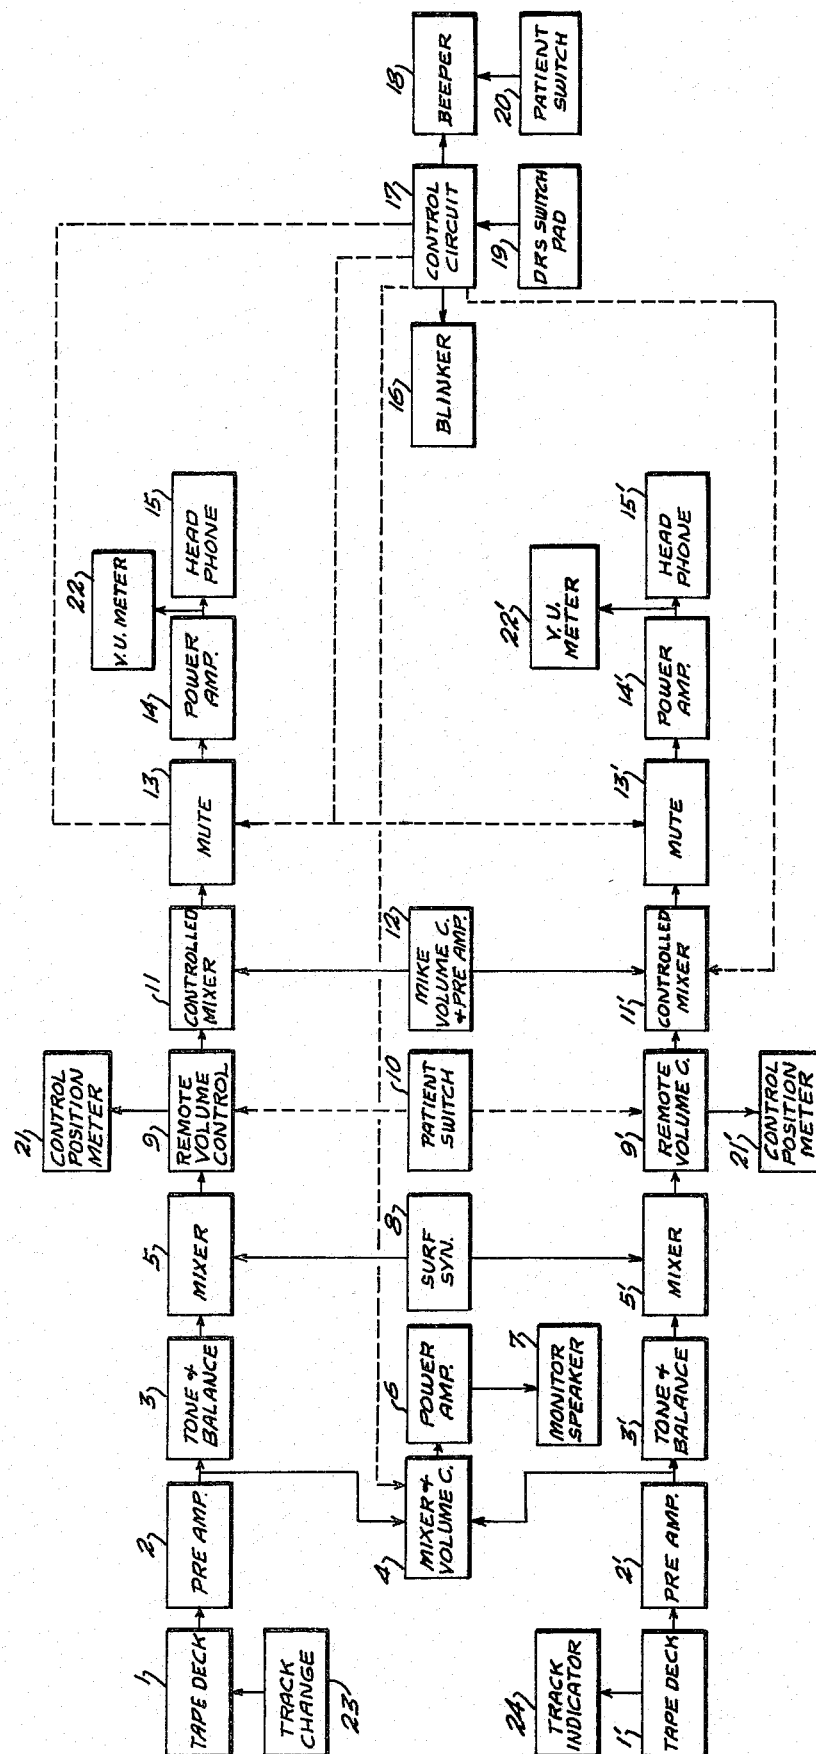 21
CONTROL
POSITION
METER
22
V.U. METER
1
TAPE DECK
2
PRE AMP.
3
TONE &
BALANCE
5
MIXER
9
REMOTE
VOLUME
CONTROL
11
CONTROLLED
MIXER
13
MUTE
14
POWER
AMP.
15
HEAD
PHONE
TRACK
CHANGE
23
4
MIXER &
VOLUME C.
6
POWER
AMP.
8
SURF
SYN.
10
PATIENT
SWITCH
12
MIKE
VOLUME C.
& PRE AMP.
16
BLINKER
17
CONTROL
CIRCUIT
18
BEEPER
7
MONITOR
SPEAKER
19
DRS SWITCH
PAD
20
PATIENT
SWITCH
24
TRACK
INDICATOR
22'
V.U.
METER
1'
TAPE DECK
2'
PRE AMP.
3'
TONE &
BALANCE
5'
MIXER
9'
REMOTE
VOLUME C.
11'
CONTROLLED
MIXER
13'
MUTE
14'
POWER
AMP.
15'
HEAD
PHONE
21'
CONTROL
POSITION
METER